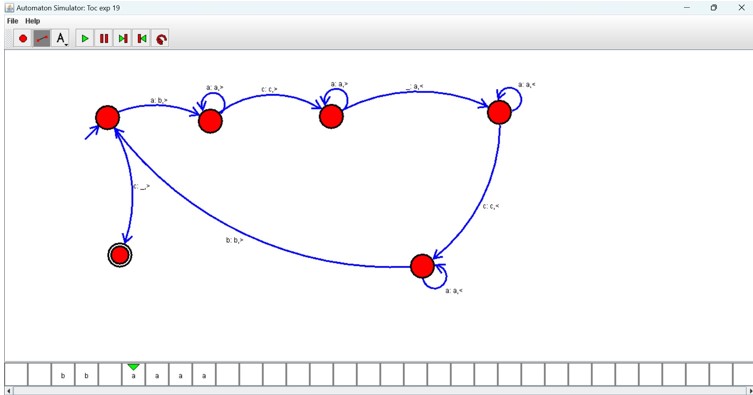 Automaton Simulator: Toc exp 19
File Help
A
a: b,>
a: a,>
c: c,>
a: a,>
_: a,<
a: a,<
c: _,>
c: c,<
b: b,>
a: a,<
b b a a a a